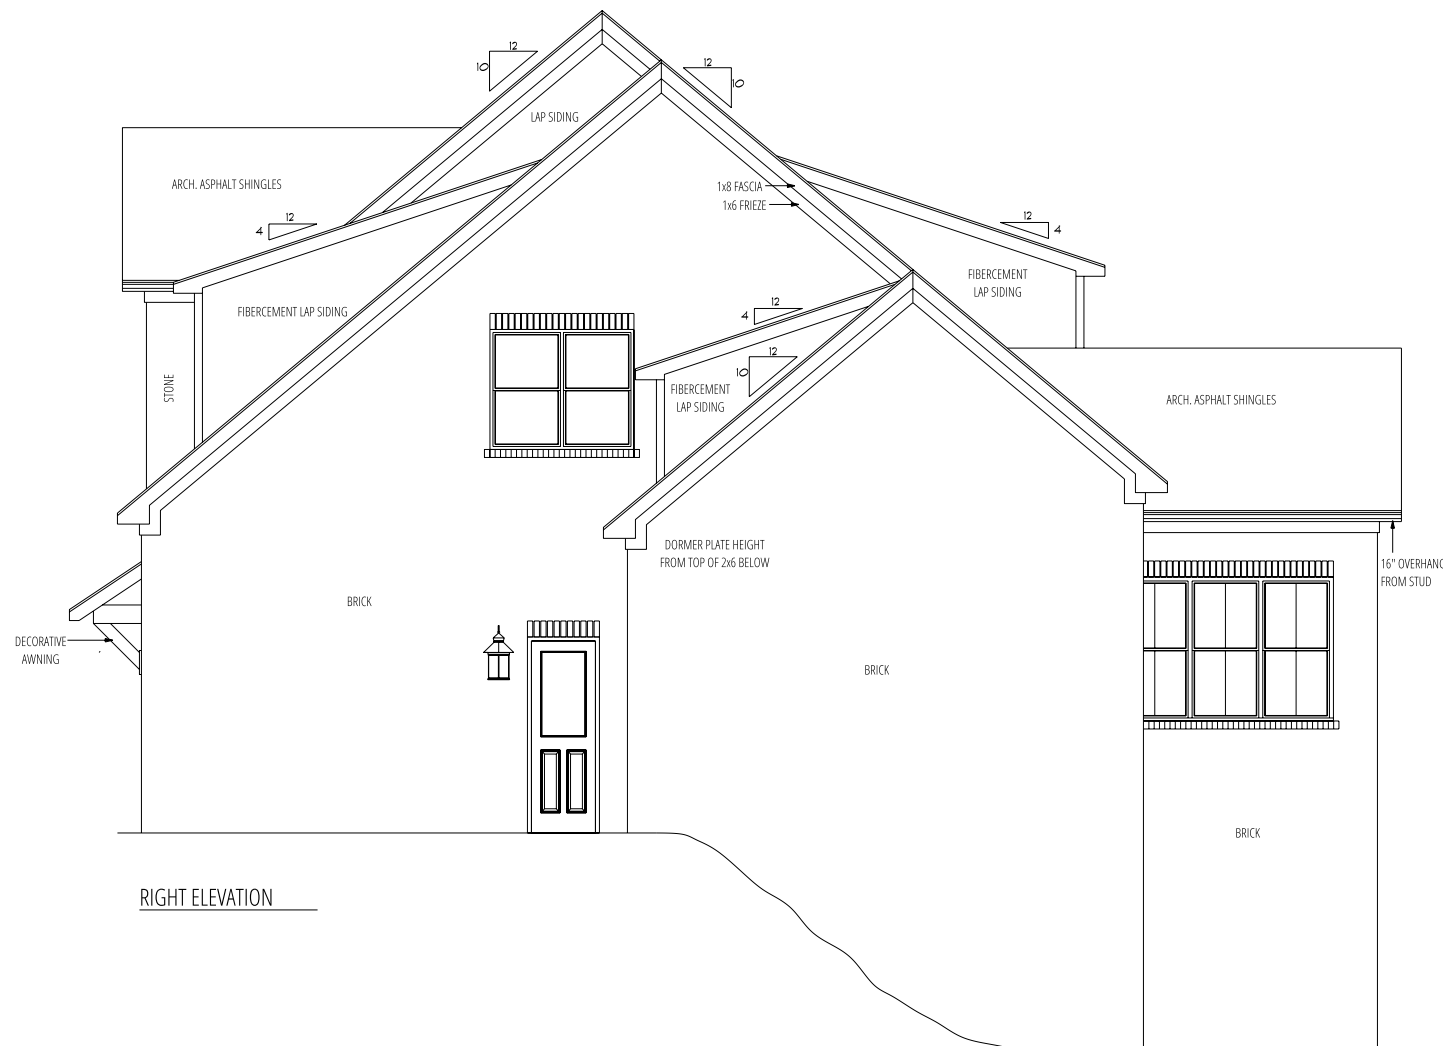 12
10
12
10
LAP SIDING
ARCH. ASPHALT SHINGLES
1x8 FASCIA
1x6 FRIEZE
12
4
12
4
FIBERCEMENT
LAP SIDING
FIBERCEMENT LAP SIDING
12
4
12
10
STONE
FIBERCEMENT
LAP SIDING
ARCH. ASPHALT SHINGLES
DORMER PLATE HEIGHT
FROM TOP OF 2x6 BELOW
16" OVERHANG
FROM STUD
BRICK
DECORATIVE
AWNING
BRICK
BRICK
RIGHT ELEVATION